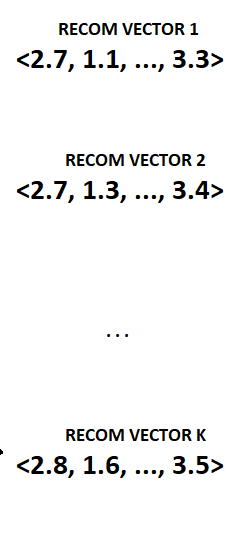 RECOM VECTOR 1
<2.7, 1.1, ..., 3.3>
RECOM VECTOR 2
<2.7, 1.3, ..., 3.4>
...
RECOM VECTOR K
<2.8, 1.6, ..., 3.5>